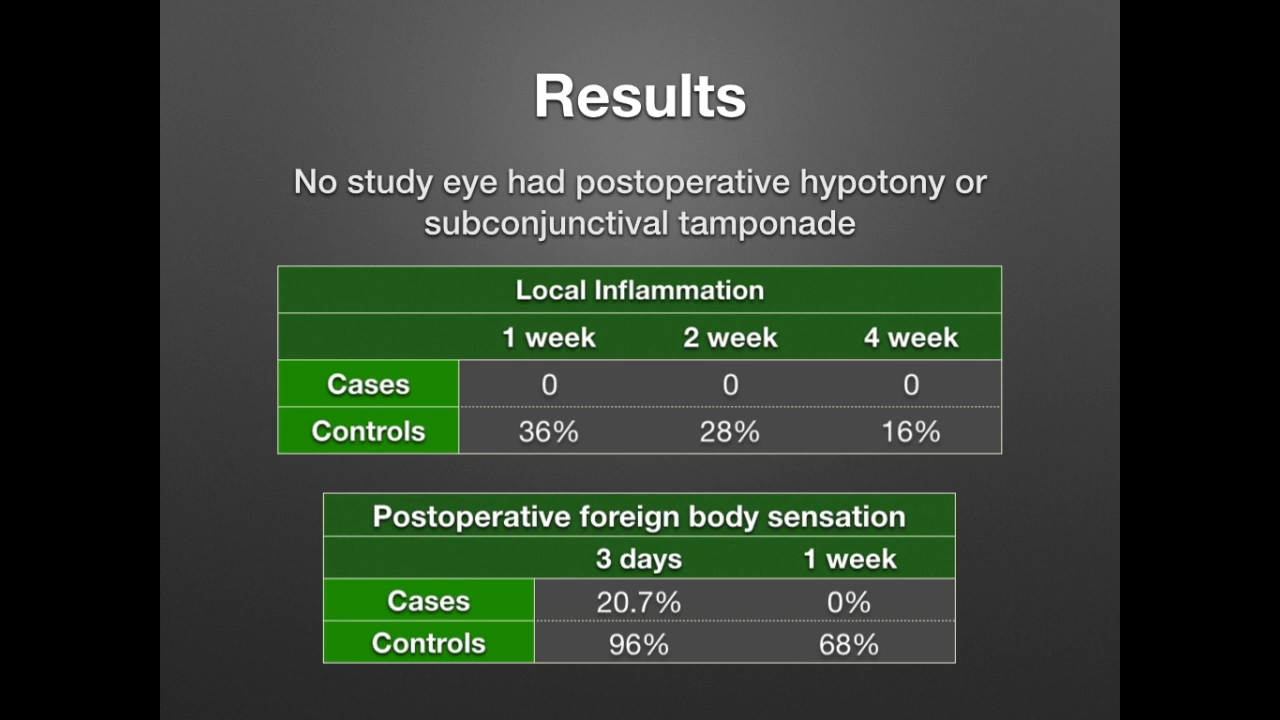 Results
No study eye had postoperative hypotony or
subconjunctival tamponade
Local Inflammation
1 week 2 week 4 week
Cases 0 0 0
Controls 36% 28% 16%
Postoperative foreign body sensation
3 days 1 week
Cases 20.7% 0%
Controls 96% 68%